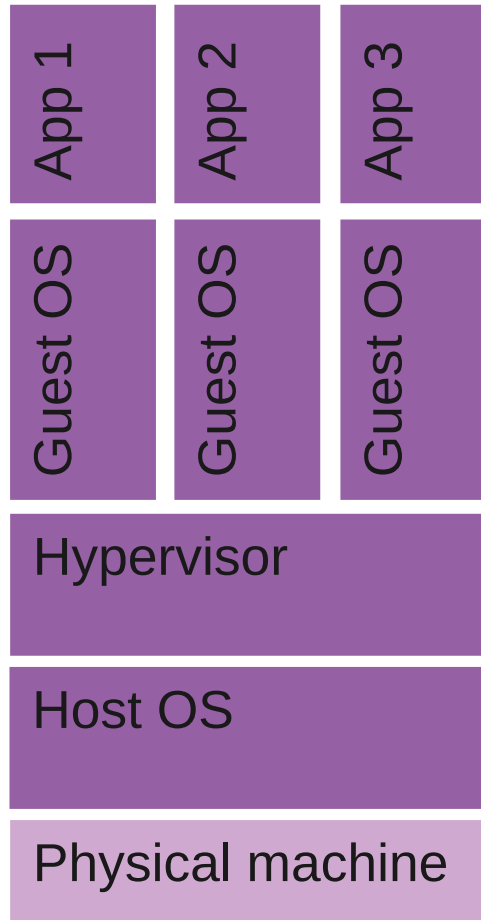 App 1
App 2
App 3
Guest OS
Guest OS
Guest OS
Hypervisor
Host OS
Physical machine